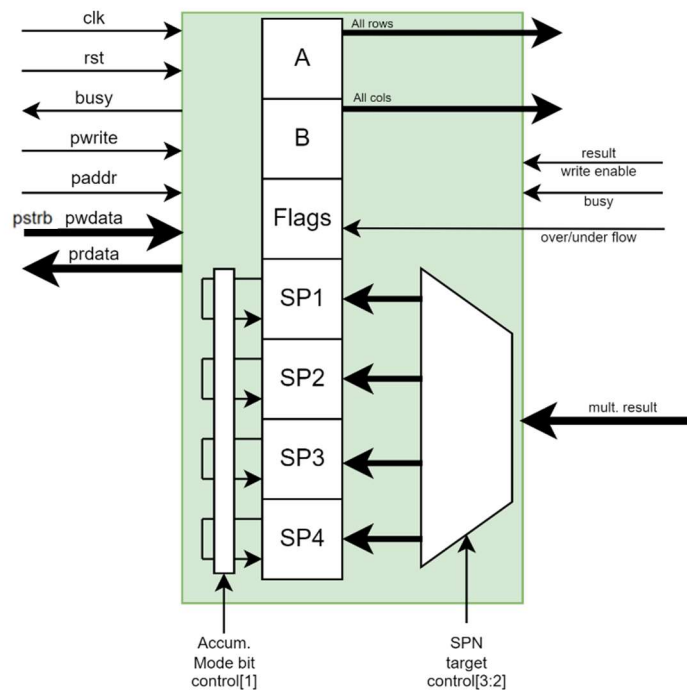 clk
rst
busy
pwrite
paddr
pstrb pwdata
prdata
A
B
Flags
SP1
SP2
SP3
SP4
All rows
All cols
result
write enable
busy
over/under flow
mult. result
Accum.
Mode bit
control[1]
SPN
target
control[3:2]